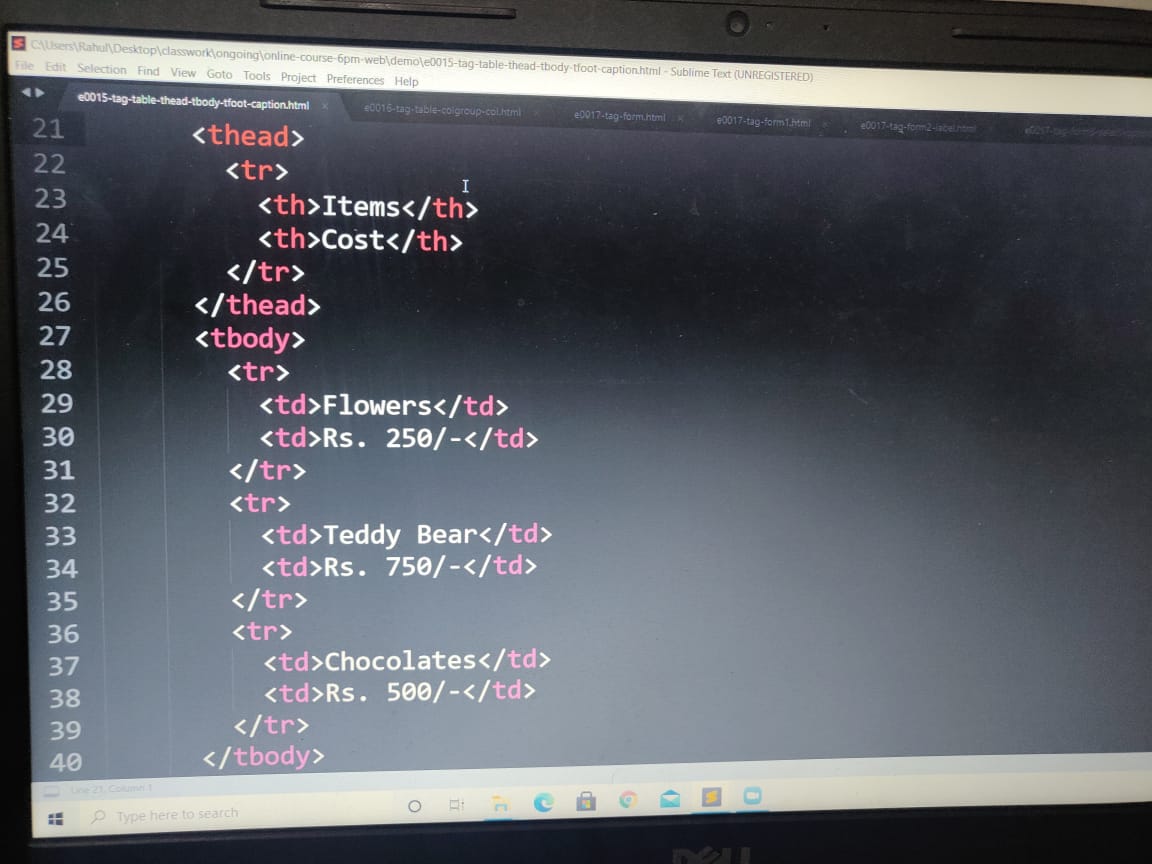 C:\Users\Rahul\Desktop\classwork\ongoing\online-course-6pm-web\demo\e0015-tag-table-thead-tbody-tfoot-caption.html - Sublime Text (UNREGISTERED)
File Edit Selection Find View Goto Tools Project Preferences Help
e0015-tag-table-thead-tbody-tfoot-caption.html e0016-tag-table-colgroup-col.html e0017-tag-form.html e0017-tag-form1.html e0017-tag-form2-label.html
21 <thead>
22 <tr>
23 <th>Items</th>
24 <th>Cost</th>
25 </tr>
26 </thead>
27 <tbody>
28 <tr>
29 <td>Flowers</td>
30 <td>Rs. 250/-</td>
31 </tr>
32 <tr>
33 <td>Teddy Bear</td>
34 <td>Rs. 750/-</td>
35 </tr>
36 <tr>
37 <td>Chocolates</td>
38 <td>Rs. 500/-</td>
39 </tr>
40 </tbody>
Line 21, Column 1
Type here to search
DELL